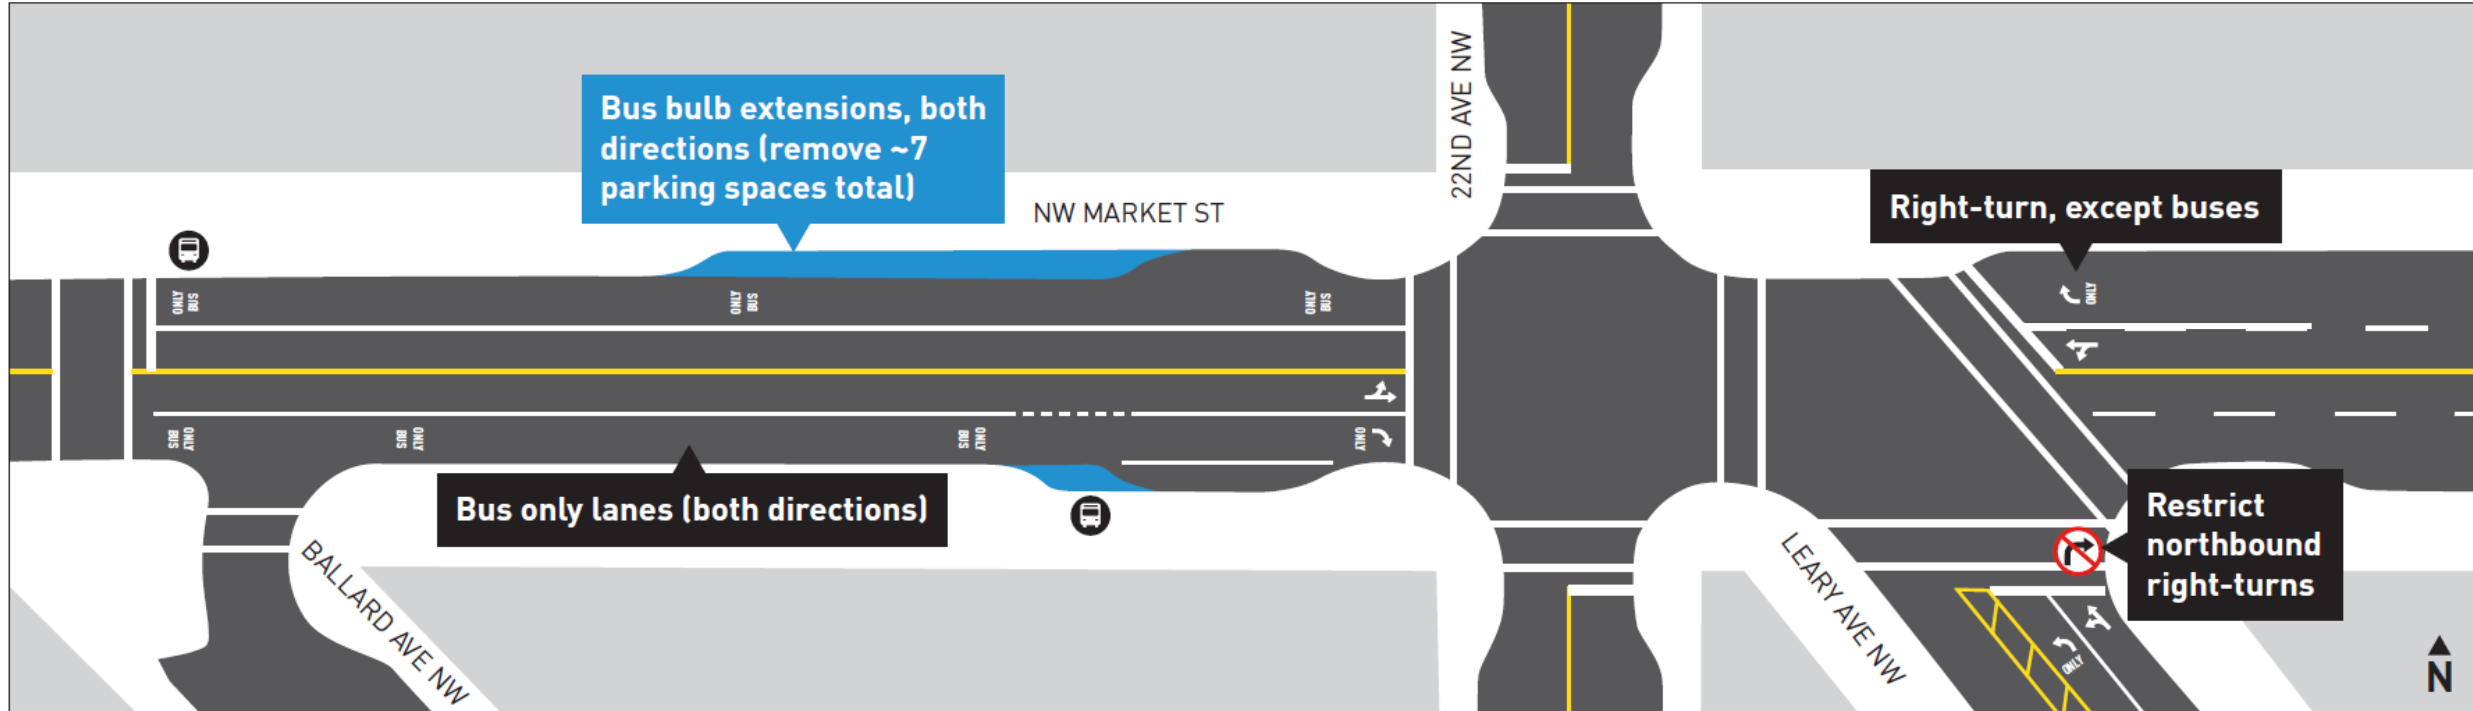 Bus bulb extensions, both
directions (remove ~7
parking spaces total)
22ND AVE NW
NW MARKET ST
Right-turn, except buses
ONLY
BUS
ONLY
BUS
ONLY
BUS
ONLY
BUS
ONLY
BUS
ONLY
BUS
ONLY
ONLY
Bus only lanes (both directions)
Restrict
northbound
right-turns
BALLARD AVE NW
LEARY AVE NW
ONLY
N